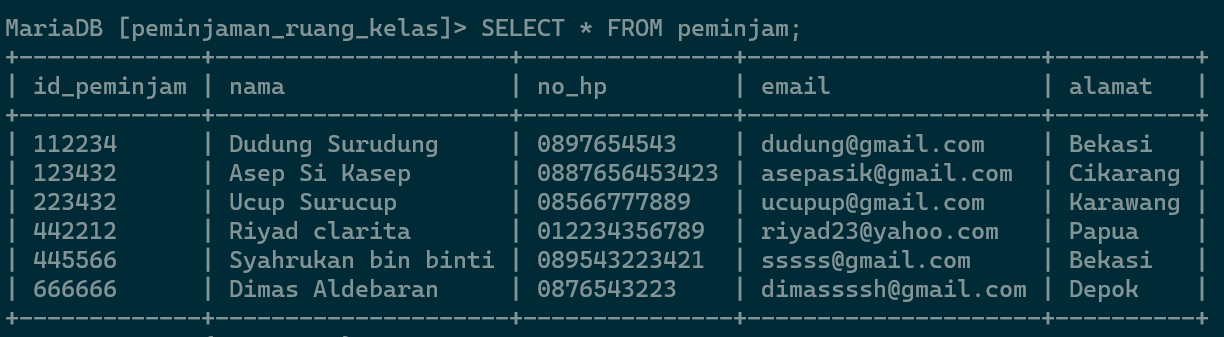 MariaDB [peminjaman_ruang_kelas]> SELECT * FROM peminjam;
+-------------+---------------------+---------------+--------------------+----------+
| id_peminjam | nama                | no_hp         | email              | alamat   |
+-------------+---------------------+---------------+--------------------+----------+
| 112234      | Dudung Surudung     | 0897654543    | dudung@gmail.com   | Bekasi   |
| 123432      | Asep Si Kasep       | 0887656453423 | asepasik@gmail.com | Cikarang |
| 223432      | Ucup Surucup        | 08566777889   | ucupup@gmail.com   | Karawang |
| 442212      | Riyad clarita       | 012234356789  | riyad23@yahoo.com  | Papua    |
| 445566      | Syahrukan bin binti | 089543223421  | sssss@gmail.com    | Bekasi   |
| 666666      | Dimas Aldebaran     | 0876543223    | dimassssh@gmail.com | Depok    |
+-------------+---------------------+---------------+--------------------+----------+